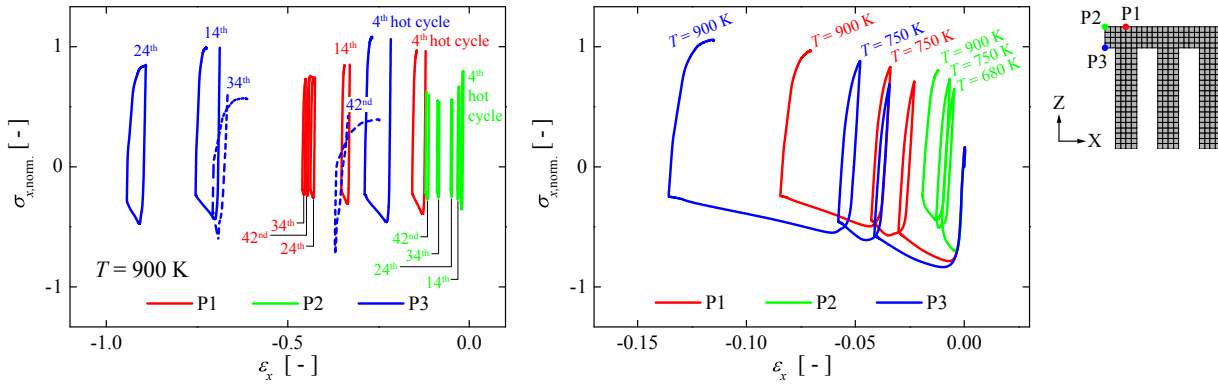 24th
14th
34th
14th
4th hot cycle
42nd
4th hot cycle
4th
hot
cycle
34th
42nd
24th
42nd
34th
24th
14th
T = 900 K
P1 P2 P3
1
0
-1
-1.0 -0.5 0.0
σx,norm. [ - ]
εx [ - ]
T = 900 K
T = 900 K
T = 750 K
T = 750 K
T = 900 K
T = 750 K
T = 680 K
P1 P2 P3
1
0
-1
-0.15 -0.10 -0.05 0.00
σx,norm. [ - ]
εx [ - ]
P2 P1
P3
Z
X